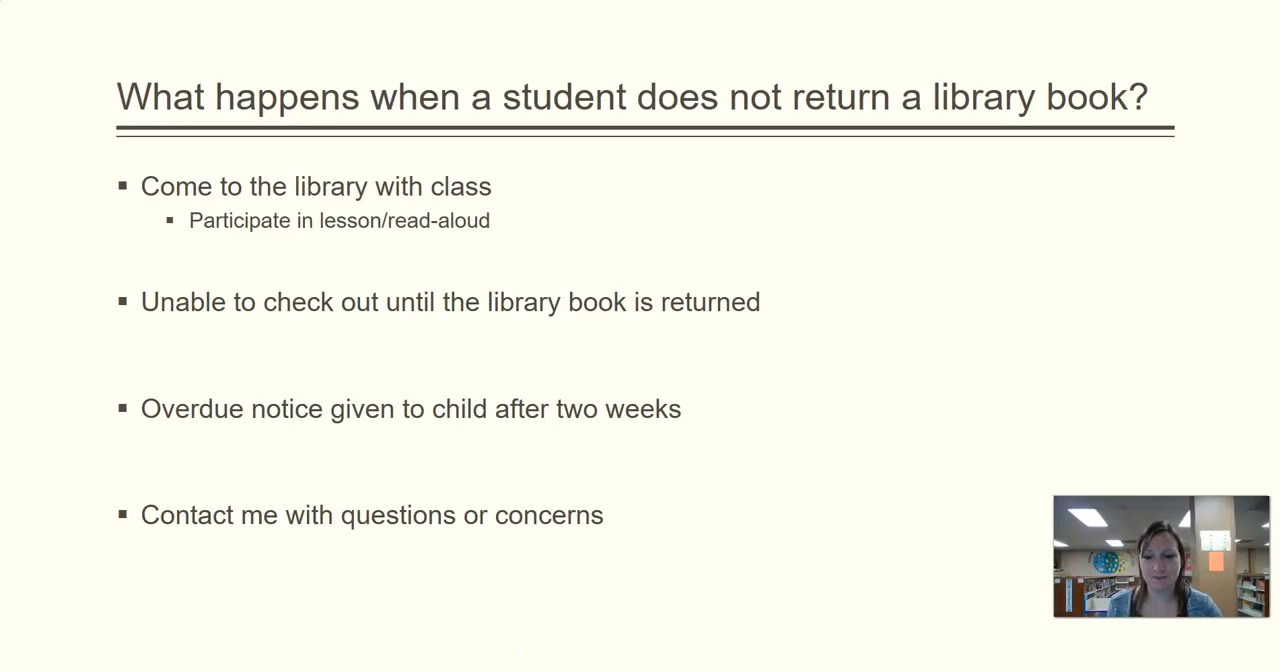 What happens when a student does not return a library book?
▪ Come to the library with class
▪ Participate in lesson/read-aloud
▪ Unable to check out until the library book is returned
▪ Overdue notice given to child after two weeks
▪ Contact me with questions or concerns